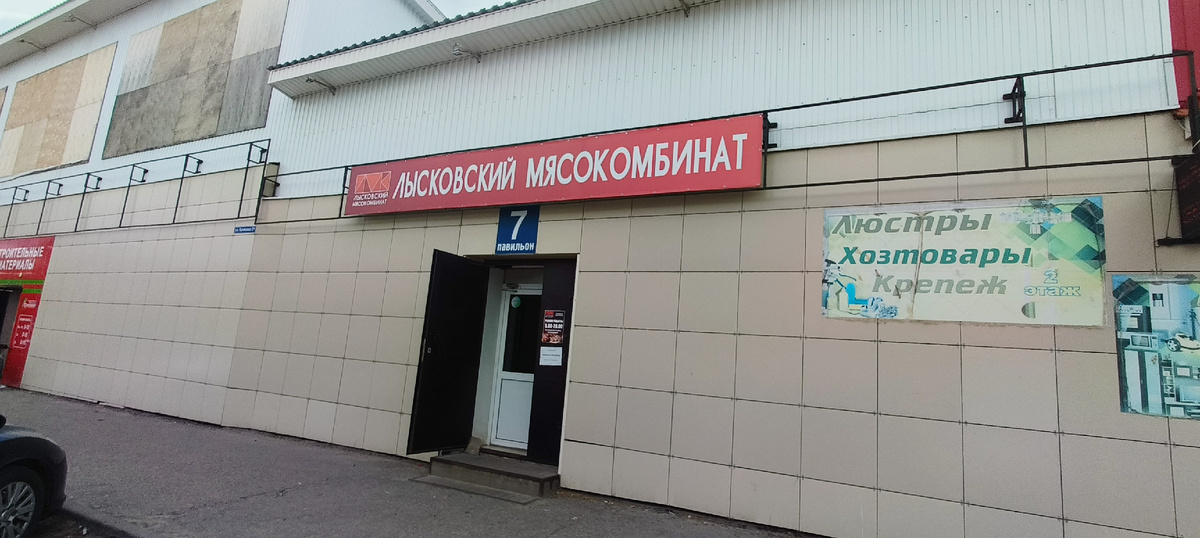 ЛЫСКОВСКИЙ МЯСОКОМБИНАТ
ЛЫСКОВСКИЙ
МЯСОКОМБИНАТ
7
ПАВИЛЬОН
Люстры
Хозтовары
Крепеж
2
этаж
СТРОИТЕЛЬНЫЕ
МАТЕРИАЛЫ